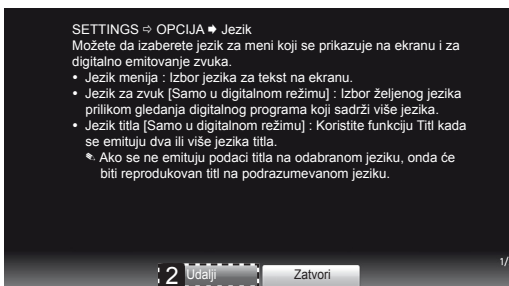 SETTINGS ⇨ OPCIJA ➡ Jezik
Možete da izaberete jezik za meni koji se prikazuje na ekranu i za
digitalno emitovanje zvuka.
• Jezik menija : Izbor jezika za tekst na ekranu.
• Jezik za zvuk [Samo u digitalnom režimu] : Izbor željenog jezika
prilikom gledanja digitalnog programa koji sadrži više jezika.
• Jezik titla [Samo u digitalnom režimu] : Koristite funkciju Titl kada
se emituju dva ili više jezika titla.
✎ Ako se ne emituju podaci titla na odabranom jeziku, onda će
biti reprodukovan titl na podrazumevanom jeziku.
1/
2 Udalji Zatvori